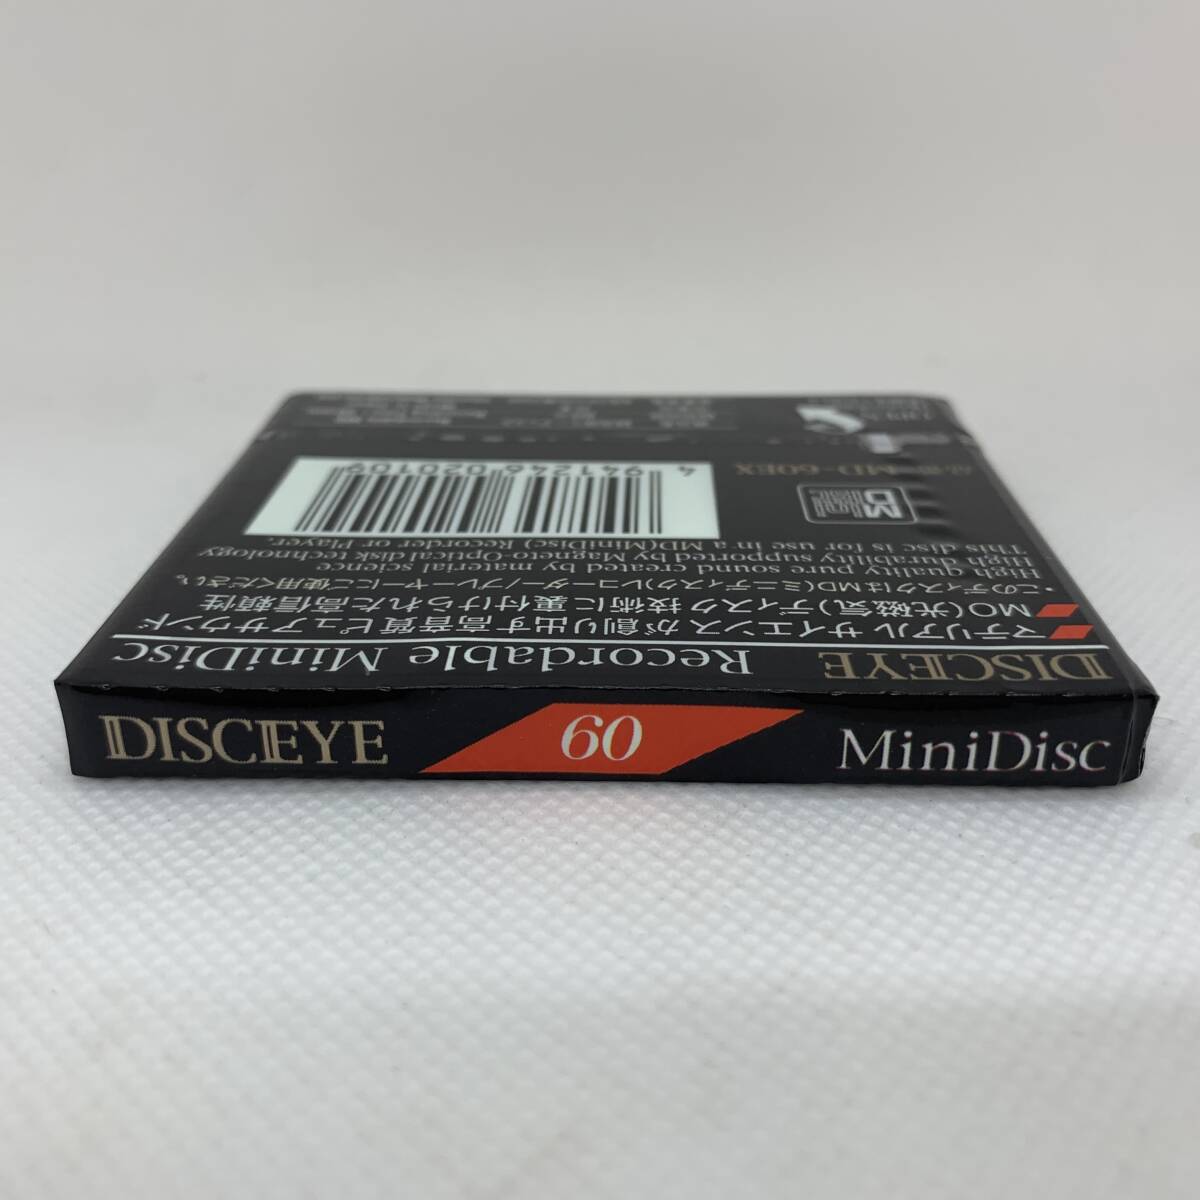 DISCEYE 60 MiniDisc
DISCEYE Recordable MiniDisc
マテリアル サイエンスが創り出す高音質ピュアサウンド
MO(光磁気)ディスク技術に裏付けられた高信頼性
・このディスクはMD(ミニディスク)レコーダー/プレーヤーにご使用ください。
High quality pure sound created by material science
High durability supported by Magneto-Optical disk technology
This disc is for use in a MD(MiniDisc) Recorder or Player.
MD-60EX
4941246020109